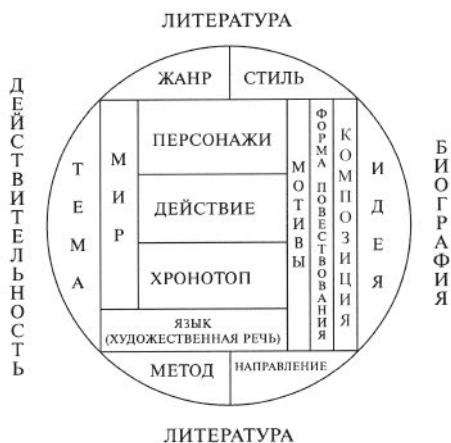 ЛИТЕРАТУРА
ЖАНР
СТИЛЬ
ДЕЙСТВИТЕЛЬНОСТЬ
ТЕМА
МИР
ПЕРСОНАЖИ
ДЕЙСТВИЕ
ХРОНОТОП
МОТИВЫ
ФОРМА ПОВЕСТВОВАНИЯ
КОМПОЗИЦИЯ
ИДЕЯ
БИОГРАФИЯ
ЯЗЫК
(ХУДОЖЕСТВЕННАЯ РЕЧЬ)
МЕТОД
НАПРАВЛЕНИЕ
ЛИТЕРАТУРА